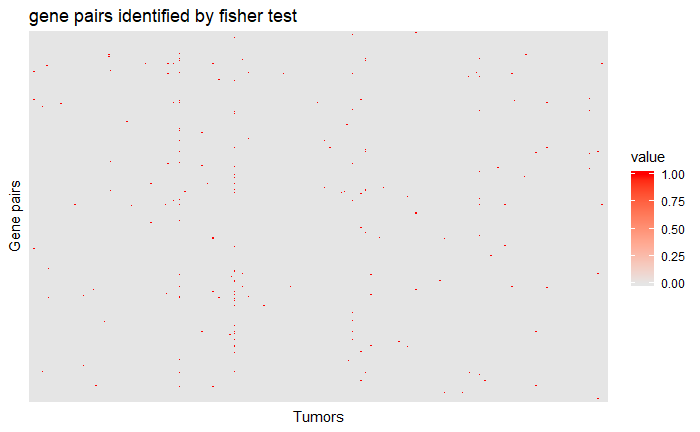 gene pairs identified by fisher test
Gene pairs
Tumors
value
1.00
0.75
0.50
0.25
0.00